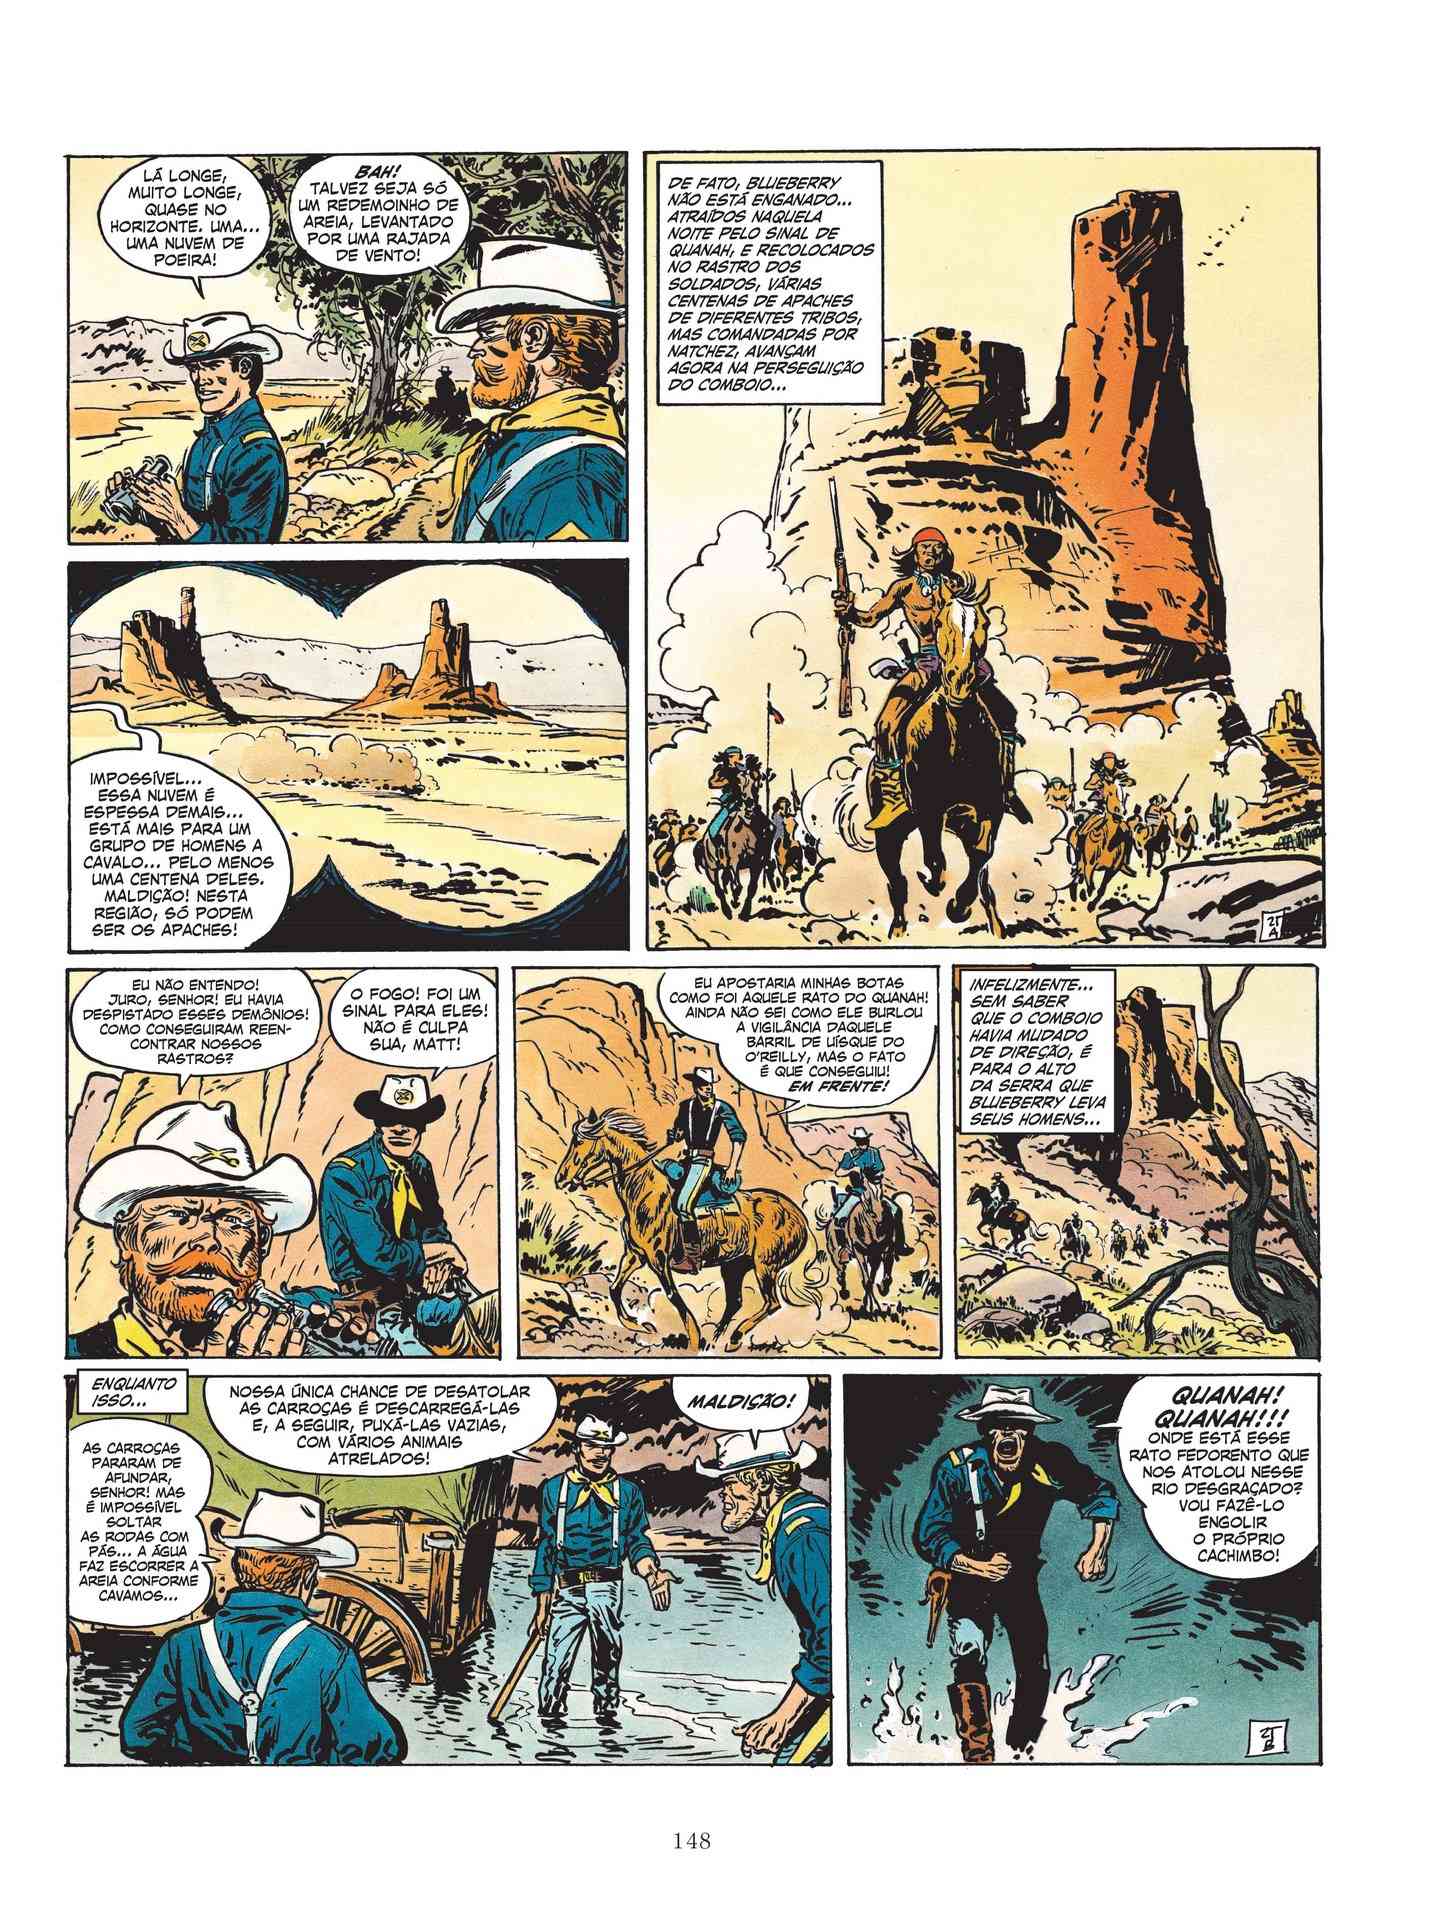 LÁ LONGE,
MUITO LONGE,
QUASE NO
HORIZONTE. UMA...
UMA NUVEM DE
POEIRA!
BAH!
TALVEZ SEJA SÓ
UM REDEMOINHO DE
AREIA, LEVANTADO
POR UMA RAJADA
DE VENTO!
IMPOSSÍVEL...
ESSA NUVEM É
ESPESSA DEMAIS...
ESTÁ MAIS PARA UM
GRUPO DE HOMENS A
CAVALO... PELO MENOS
UMA CENTENA DELES.
MALDIÇÃO! NESTA
REGIÃO, SÓ PODEM
SER OS APACHES!
DE FATO, BLUEBERRY
NÃO ESTÁ ENGANADO...
ATRAÍDOS NAQUELA
NOITE PELO SINAL DE
QUANAH, E RECOLOCADOS
NO RASTRO DOS
SOLDADOS, VÁRIAS
CENTENAS DE APACHES
DE DIFERENTES TRIBOS,
MAS COMANDADAS POR
NATCHEZ, AVANÇAM
AGORA NA PERSEGUIÇÃO
DO COMBOIO...
21
A
EU NÃO ENTENDO!
JURO, SENHOR! EU HAVIA
DESPISTADO ESSES DEMÔNIOS!
COMO CONSEGUIRAM REEN-
CONTRAR NOSSOS
RASTROS?
O FOGO! FOI UM
SINAL PARA ELES!
NÃO É CULPA
SUA, MATT!
EU APOSTARIA MINHAS BOTAS
COMO FOI AQUELE RATO DO QUANAH!
AINDA NÃO SEI COMO ELE BURLOU
A VIGILÂNCIA DAQUELE
BARRIL DE UÍSQUE DO
O'REILLY, MAS O FATO
É QUE CONSEGUIU!
EM FRENTE!
INFELIZMENTE...
SEM SABER
QUE O COMBOIO
HAVIA MUDADO
DE DIREÇÃO, É
PARA O ALTO
DA SERRA QUE
BLUEBERRY LEVA
SEUS HOMENS...
ENQUANTO
ISSO...
AS CARROÇAS
PARARAM DE
AFUNDAR,
SENHOR! MAS
É IMPOSSÍVEL
SOLTAR
AS RODAS COM
PÁS... A ÁGUA
FAZ ESCORRER A
AREIA CONFORME
CAVAMOS...
NOSSA ÚNICA CHANCE DE DESATOLAR
AS CARROÇAS É DESCARREGÁ-LAS
E, A SEGUIR, PUXÁ-LAS VAZIAS,
COM VÁRIOS ANIMAIS
ATRELADOS!
MALDIÇÃO!
QUANAH!
QUANAH!!!
ONDE ESTÁ ESSE
RATO FEDORENTO QUE
NOS ATOLOU NESSE
RIO DESGRAÇADO?
VOU FAZÊ-LO
ENGOLIR
O PRÓPRIO
CACHIMBO!
21
B
148